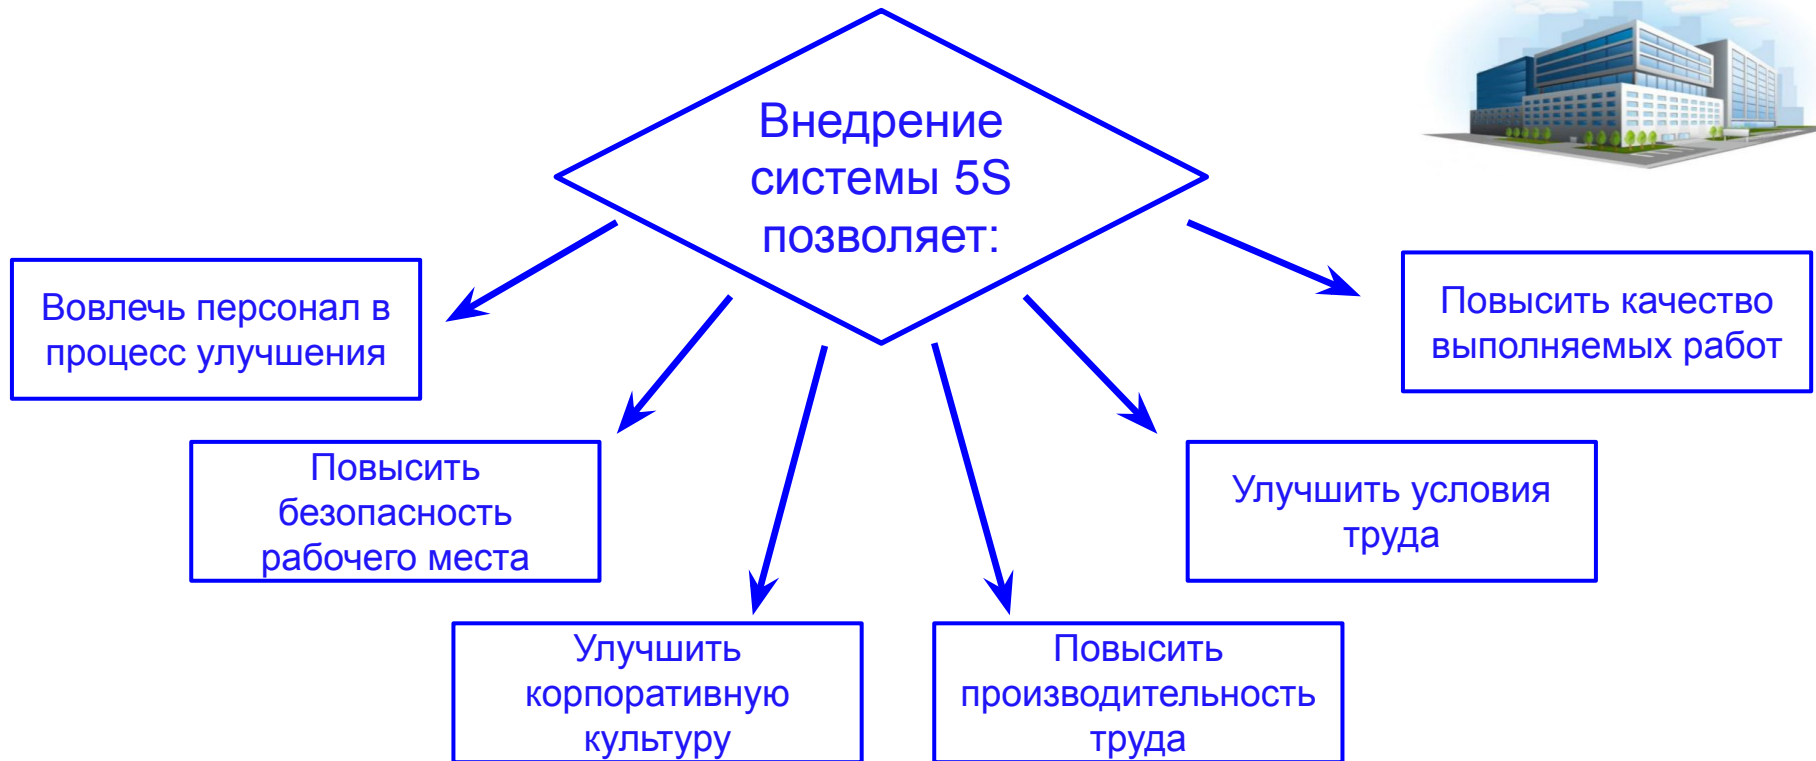 Внедрение
системы 5S
позволяет:
Вовлечь персонал в
процесс улучшения
Повысить
безопасность
рабочего места
Улучшить
корпоративную
культуру
Повысить
производительность
труда
Улучшить условия
труда
Повысить качество
выполняемых работ